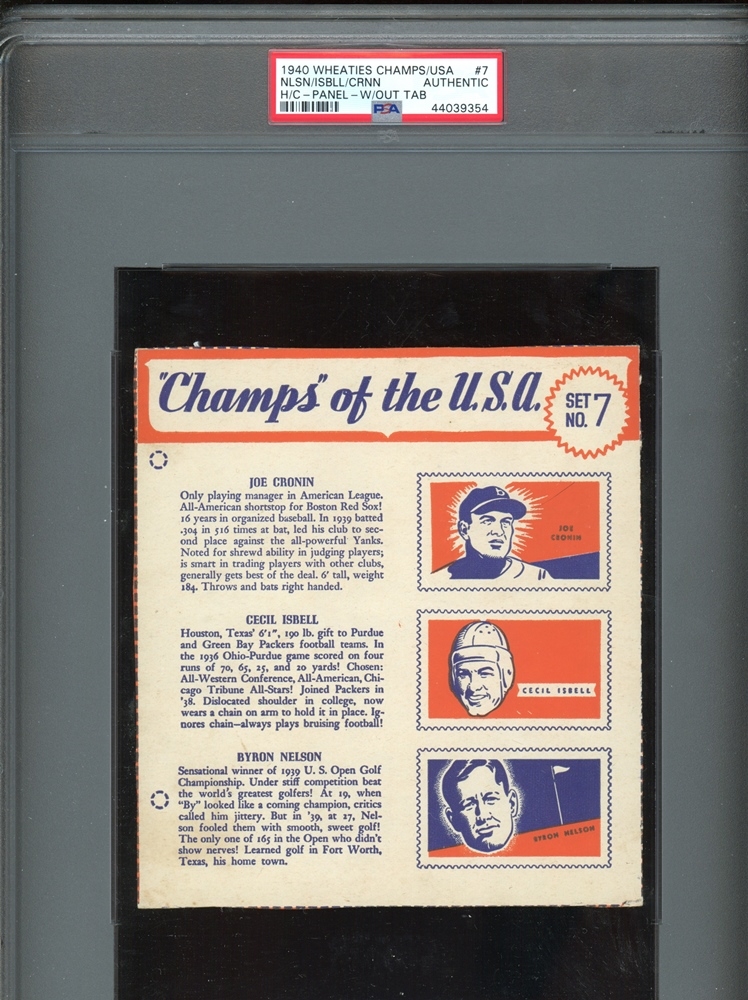 1940 WHEATIES CHAMPS/USA #7
NLSN/ISBLL/CRNN AUTHENTIC
H/C - PANEL - W/OUT TAB
PSA 44039354
"Champs" of the U.S.A.
SET NO. 7
JOE CRONIN
Only playing manager in American League.
All-American shortstop for Boston Red Sox!
16 years in organized baseball. In 1939 batted
.304 in 516 times at bat, led his club to sec-
ond place against the all-powerful Yanks.
Noted for shrewd ability in judging players;
is smart in trading players with other clubs,
generally gets best of the deal. 6' tall, weight
184. Throws and bats right handed.
B
JOE
CRONIN
CECIL ISBELL
Houston, Texas' 6'1", 190 lb. gift to Purdue
and Green Bay Packers football teams. In
the 1936 Ohio-Purdue game scored on four
runs of 70, 65, 25, and 20 yards! Chosen:
All-Western Conference, All-American, Chi-
cago Tribune All-Stars! Joined Packers in
'38. Dislocated shoulder in college, now
wears a chain on arm to hold it in place. Ig-
nores chain—always plays bruising football!
CECIL ISBELL
BYRON NELSON
Sensational winner of 1939 U. S. Open Golf
Championship. Under stiff competition beat
the world's greatest golfers! At 19, when
"By" looked like a coming champion, critics
called him jittery. But in '39, at 27, Nel-
son fooled them with smooth, sweet golf!
The only one of 165 in the Open who didn't
show nerves! Learned golf in Fort Worth,
Texas, his home town.
BYRON NELSON